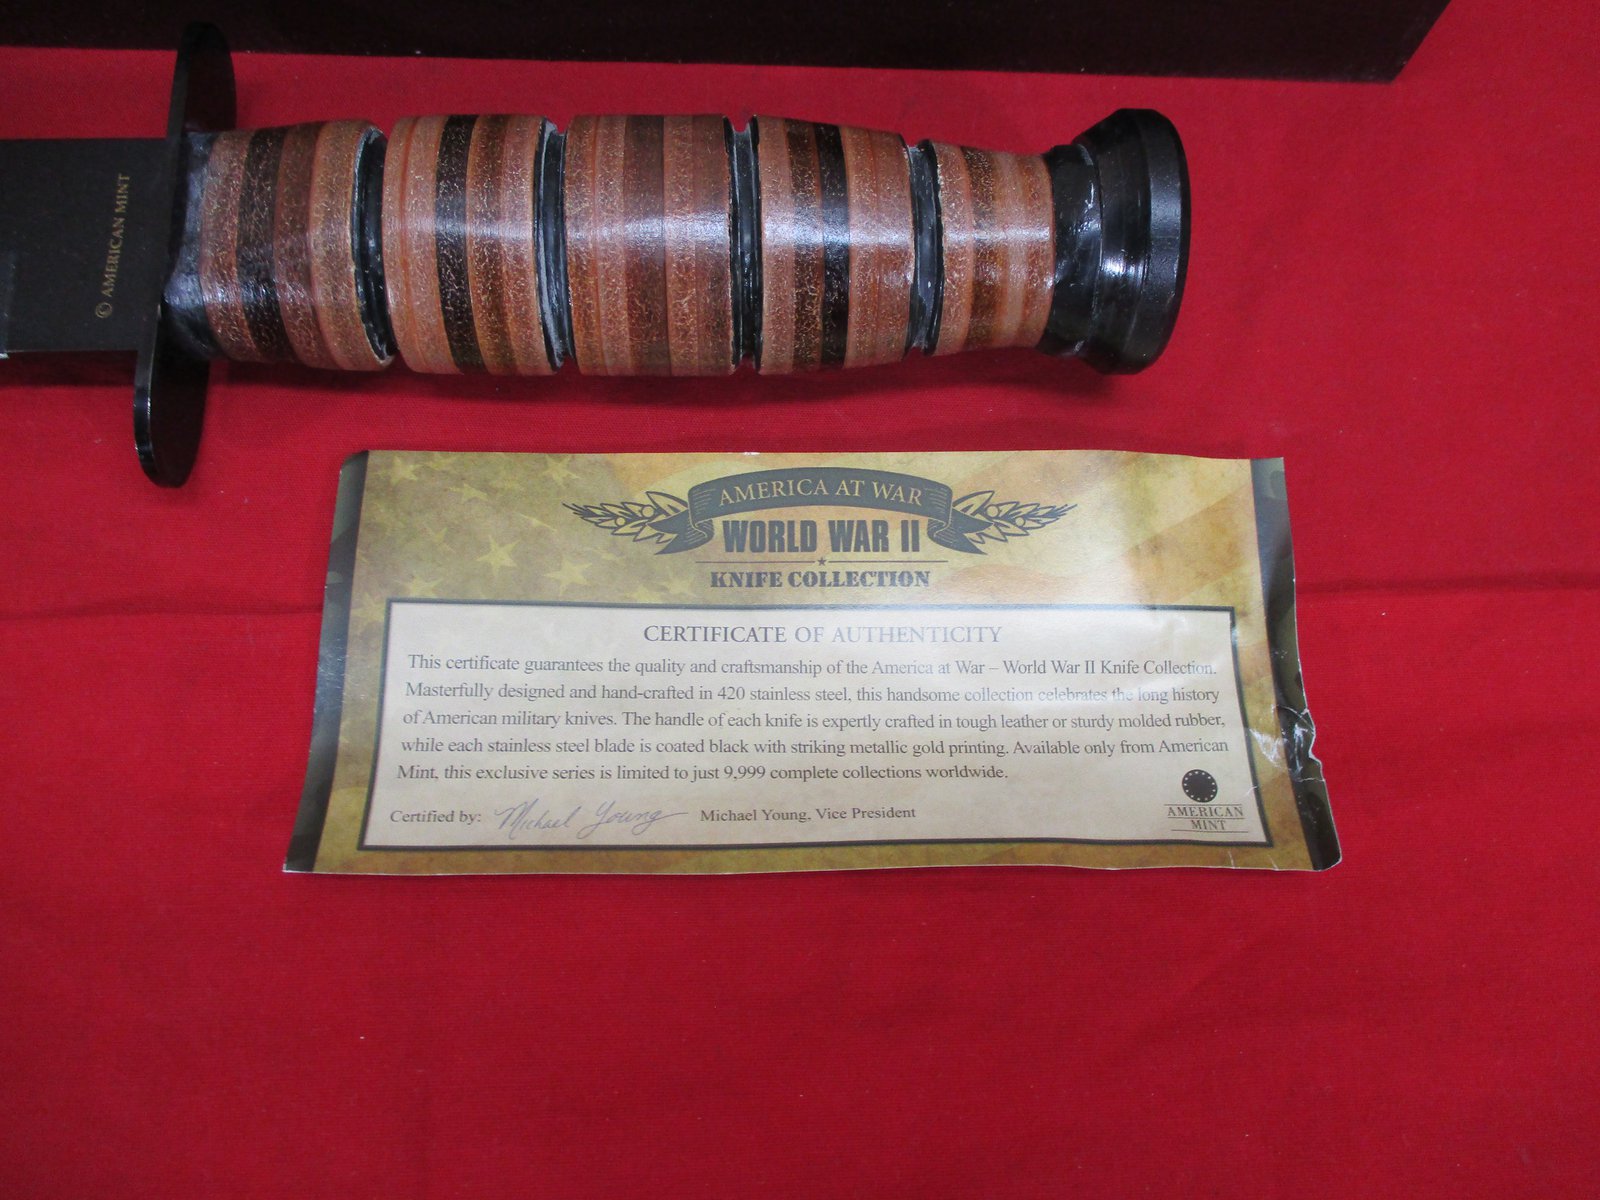 © AMERICAN MINT
AMERICA AT WAR
WORLD WAR II
KNIFE COLLECTION
CERTIFICATE OF AUTHENTICITY
This certificate guarantees the quality and craftsmanship of the America at War – World War II Knife Collection.
Masterfully designed and hand-crafted in 420 stainless steel, this handsome collection celebrates the long history
of American military knives. The handle of each knife is expertly crafted in tough leather or sturdy molded rubber,
while each stainless steel blade is coated black with striking metallic gold printing. Available only from American
Mint, this exclusive series is limited to just 9,999 complete collections worldwide.
Certified by: Michael Young Michael Young, Vice President
AMERICAN
MINT